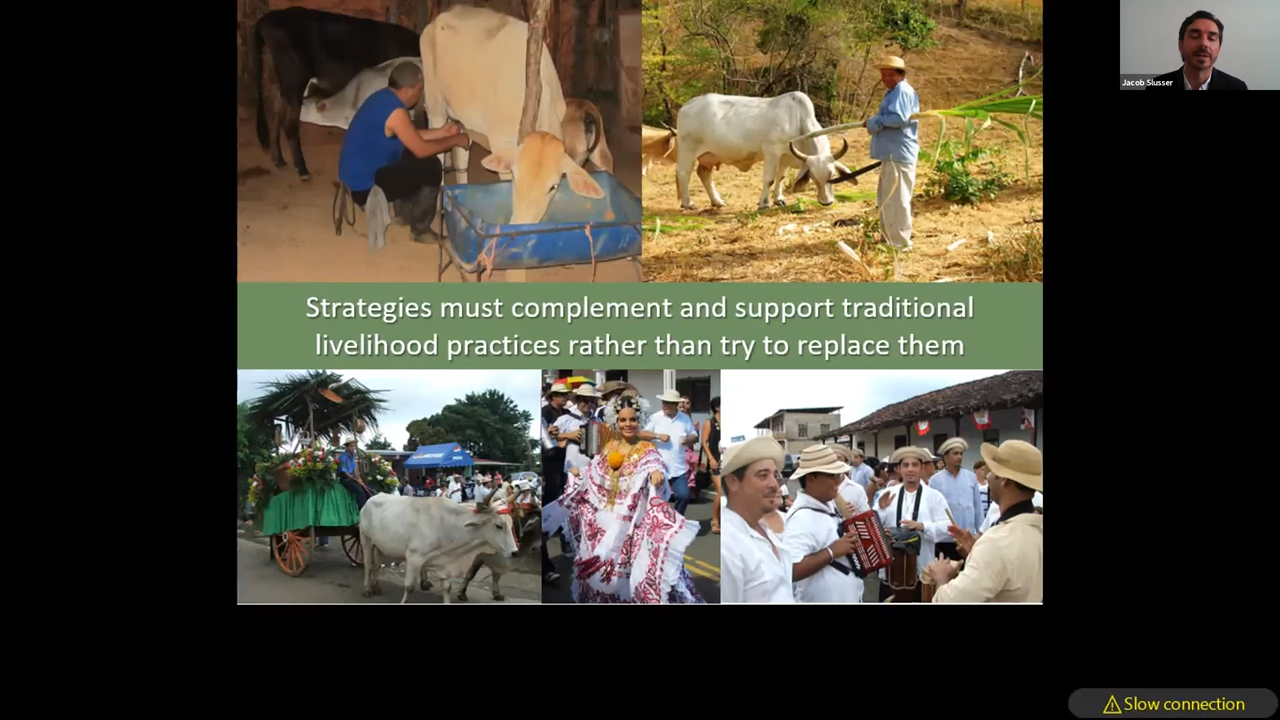 Jacob Slusser
Strategies must complement and support traditional
livelihood practices rather than try to replace them
Slow connection